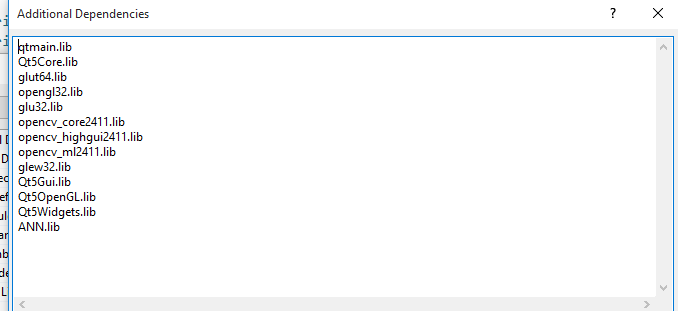 Additional Dependencies
?
qtmain.lib
Qt5Core.lib
glut64.lib
opengl32.lib
glu32.lib
opencv_core2411.lib
opencv_highgui2411.lib
opencv_ml2411.lib
glew32.lib
Qt5Gui.lib
Qt5OpenGL.lib
Qt5Widgets.lib
ANN.lib